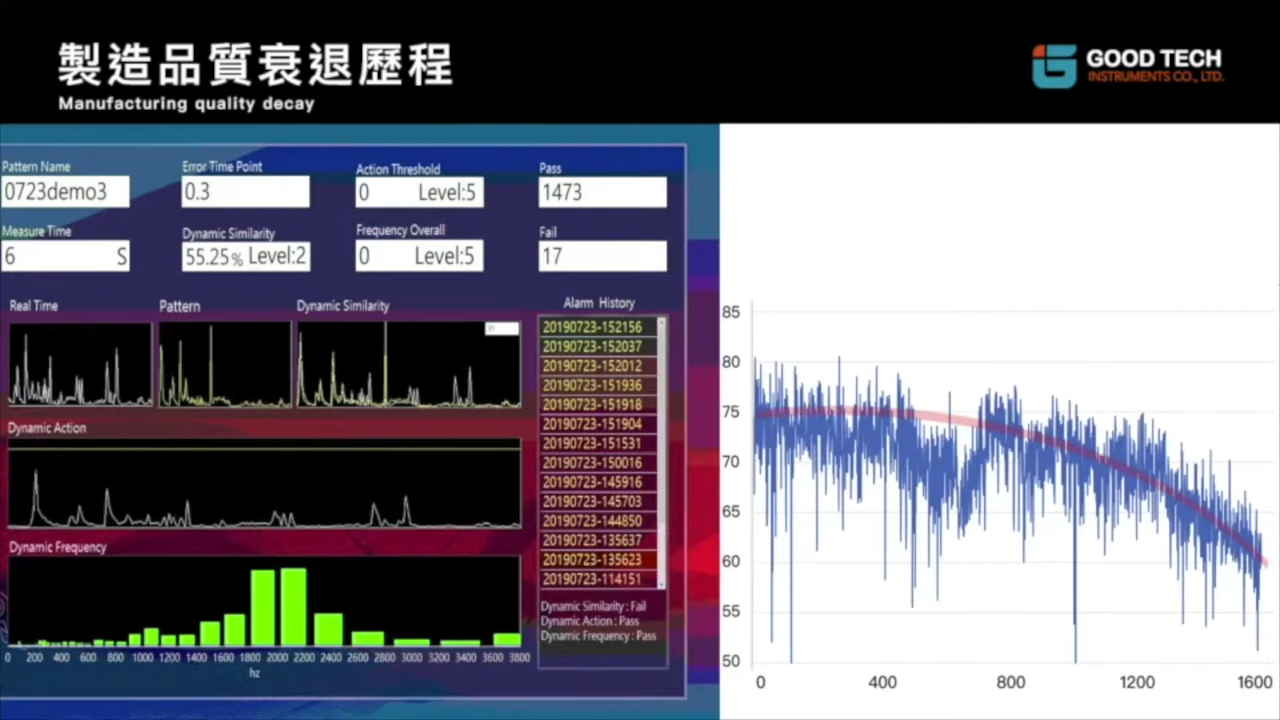 製造品質衰退歷程
Manufacturing quality decay
GOOD TECH
INSTRUMENTS CO., LTD.
Pattern Name
0723demo3
Error Time Point
0.3
Action Threshold
0 Level:5
Pass
1473
Measure Time
6 S
Dynamic Similarity
55.25% Level:2
Frequency Overall
0 Level:5
Fail
17
Real Time
Pattern
Dynamic Similarity
Alarm History
20190723-152156
20190723-152037
20190723-152012
20190723-151936
20190723-151918
20190723-151904
20190723-151531
20190723-150016
20190723-145916
20190723-145703
20190723-144850
20190723-135637
20190723-135623
20190723-114151
Dynamic Action
Dynamic Frequency
0 200 400 600 800 1000 1200 1400 1600 1800 2000 2200 2400 2600 2800 3000 3200 3400 3600 3800
hz
Dynamic Similarity : Fail
Dynamic Action : Pass
Dynamic Frequency : Pass
85
80
75
70
65
60
55
50
0 400 800 1200 1600